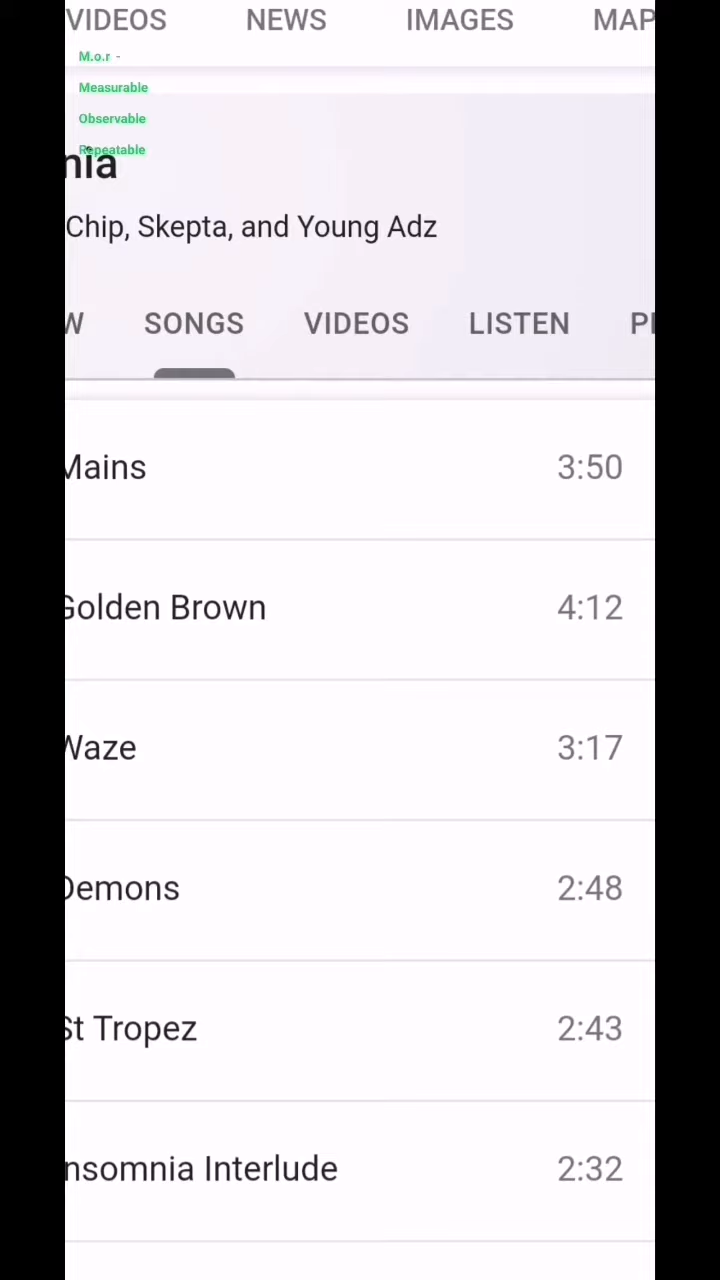 VIDEOS NEWS IMAGES MAP
M.o.r -
Measurable
Observable
Repeatable
nia
Chip, Skepta, and Young Adz
W SONGS VIDEOS LISTEN
Mains 3:50
Golden Brown 4:12
Waze 3:17
Demons 2:48
St Tropez 2:43
nsomnia Interlude 2:32